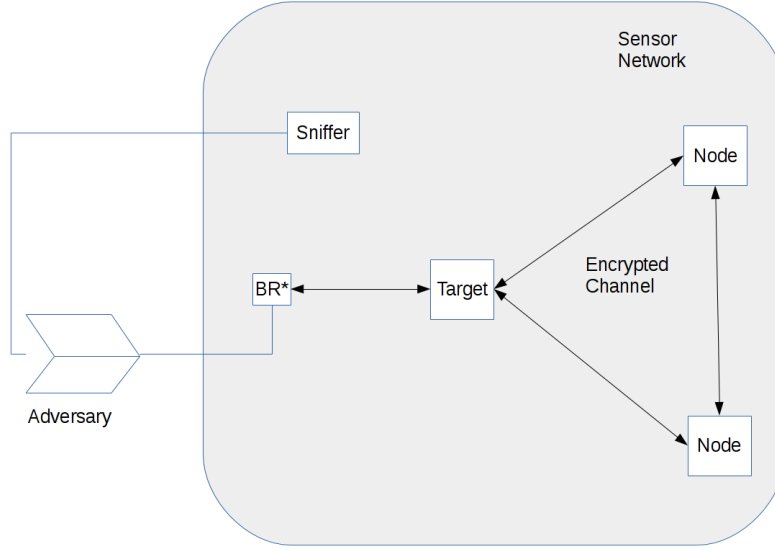 Sensor
Network
Sniffer
Node
BR*
Target
Encrypted
Channel
Adversary
Node